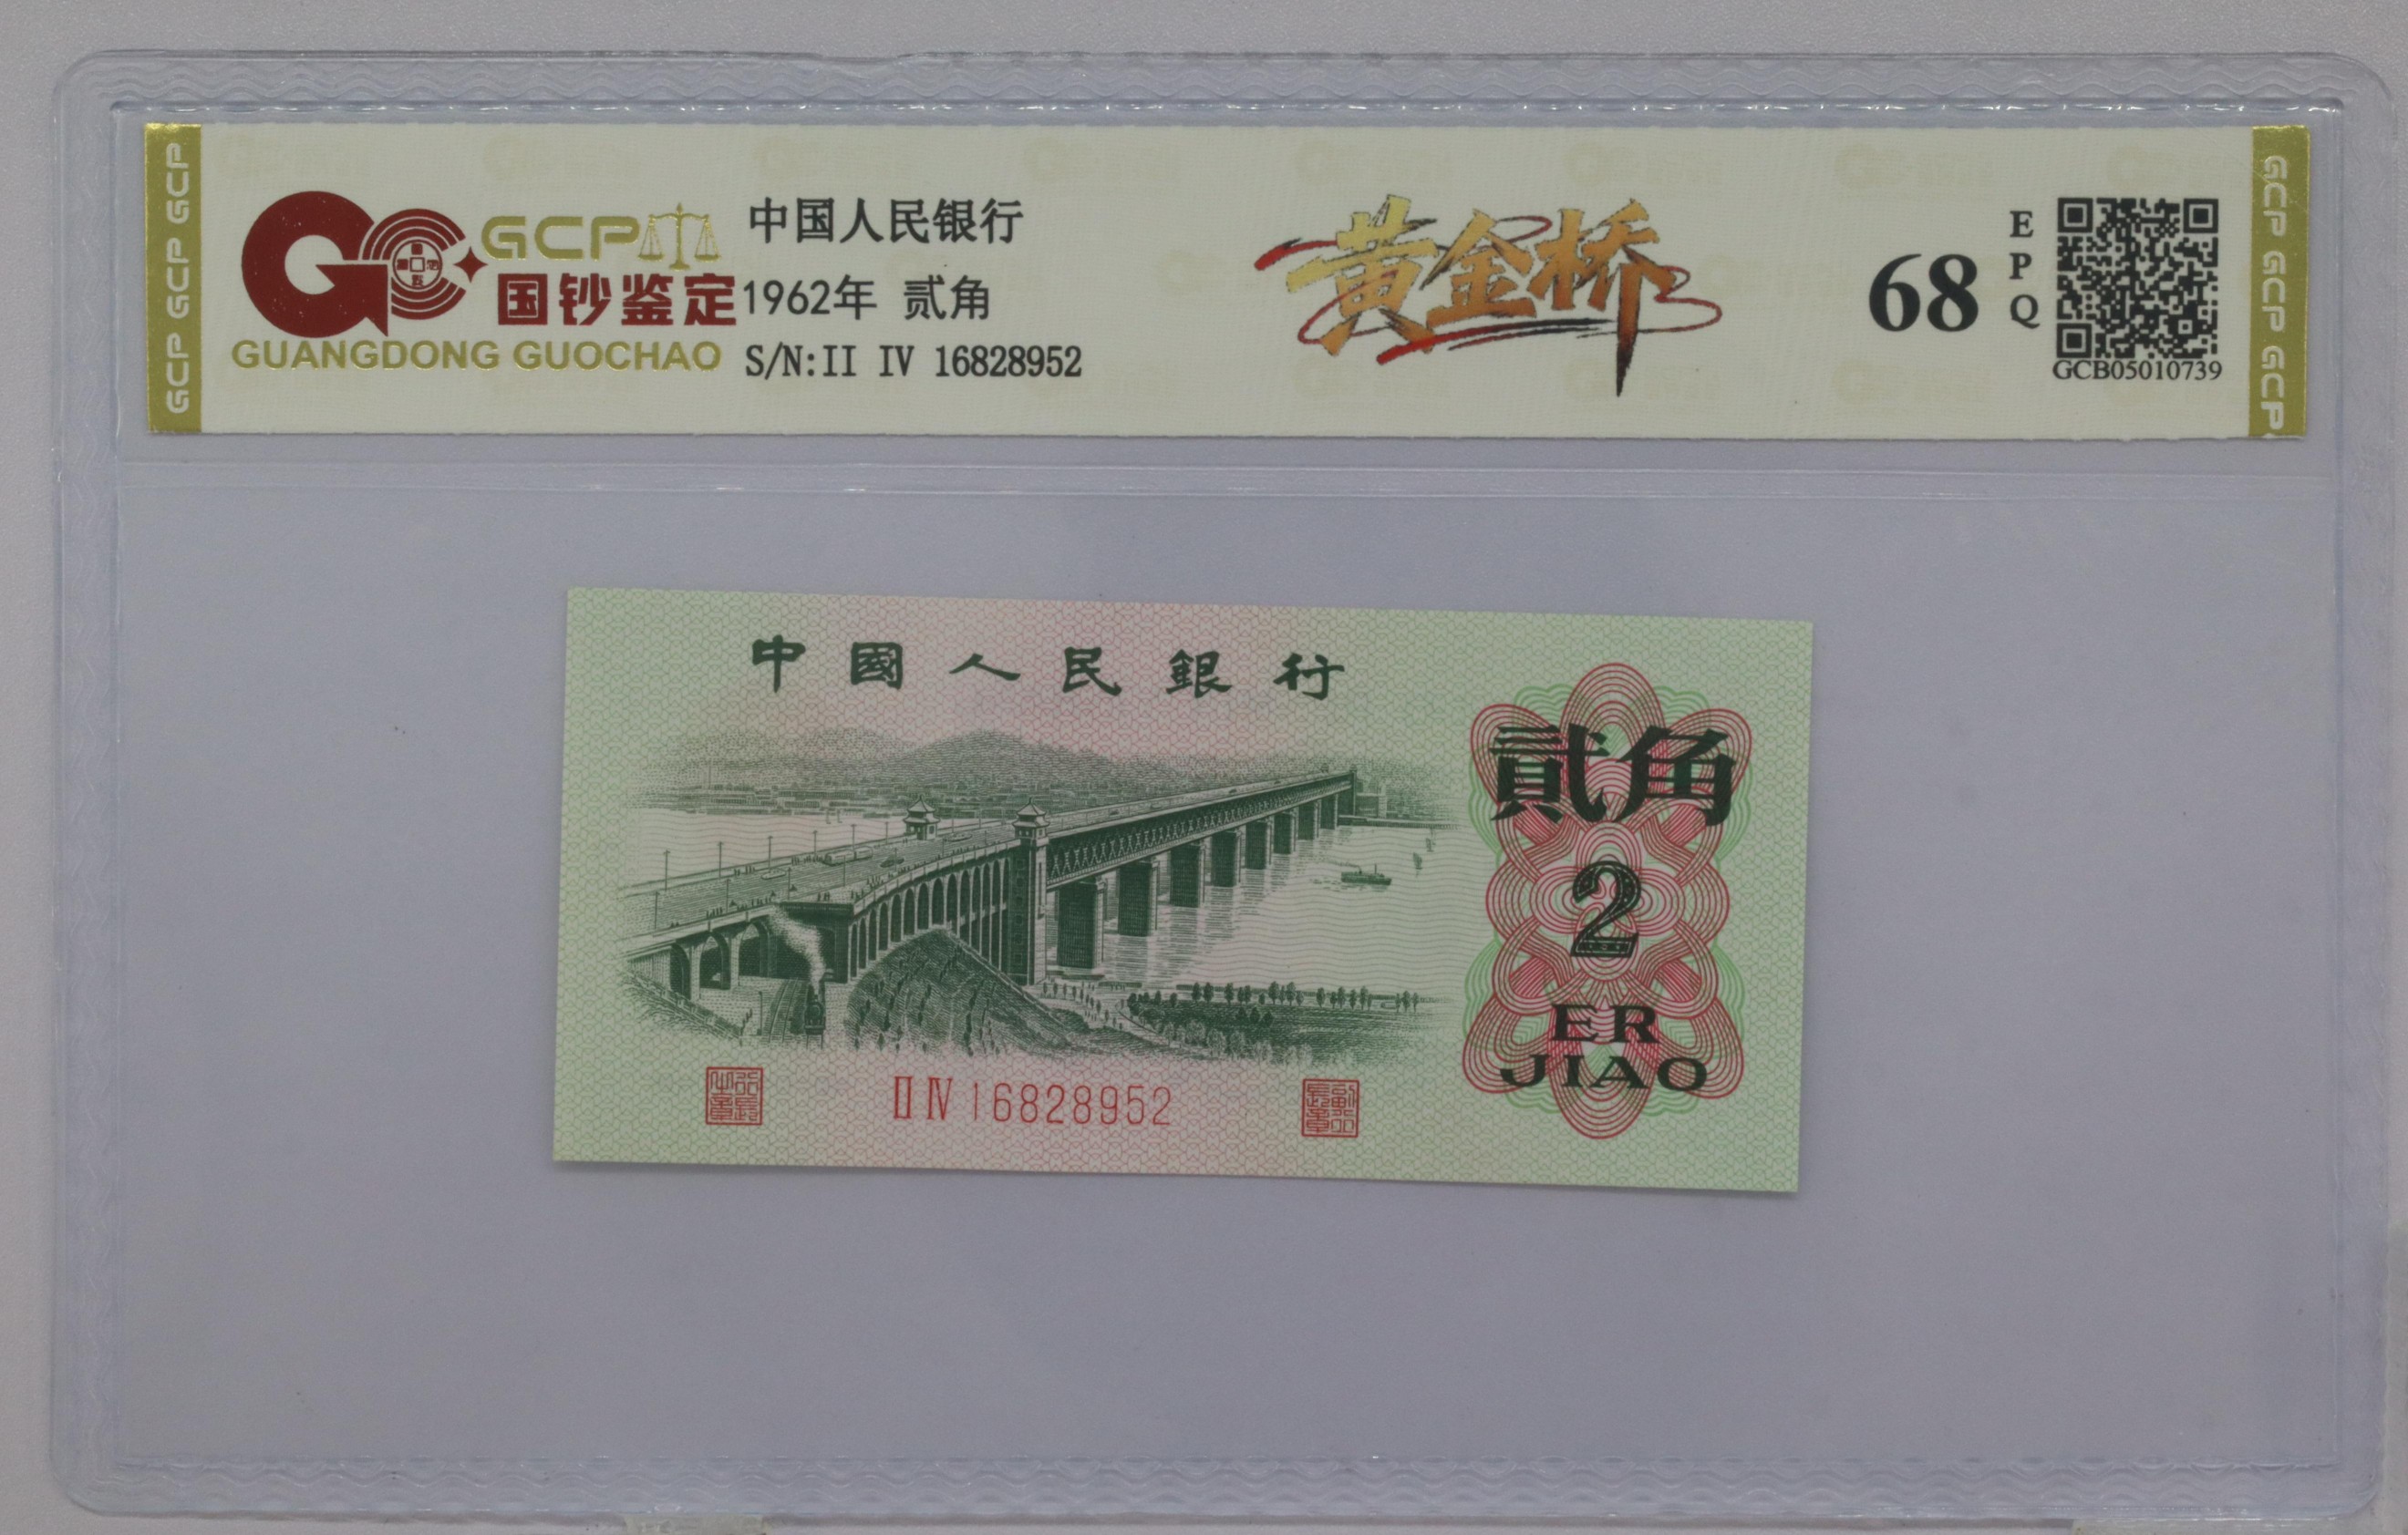 GCP GCP GCP
GCP
国钞鉴定
GUANGDONG GUOCHAO
中国人民银行
1962年 贰角
S/N:II IV 16828952
黄金桥
68
EPQ
GCB05010739
GCP GCP GCP
中國人民銀行
貳角
2
ER
JIAO
II IV 16828952